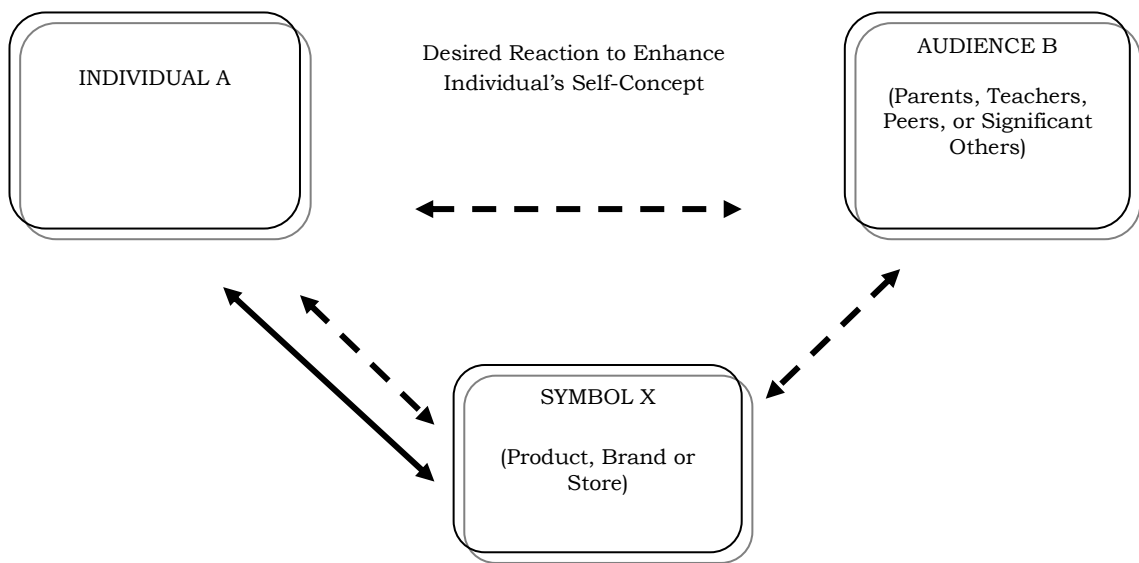 INDIVIDUAL A
Desired Reaction to Enhance
Individual’s Self-Concept
AUDIENCE B
(Parents, Teachers,
Peers, or Significant
Others)
SYMBOL X
(Product, Brand or
Store)